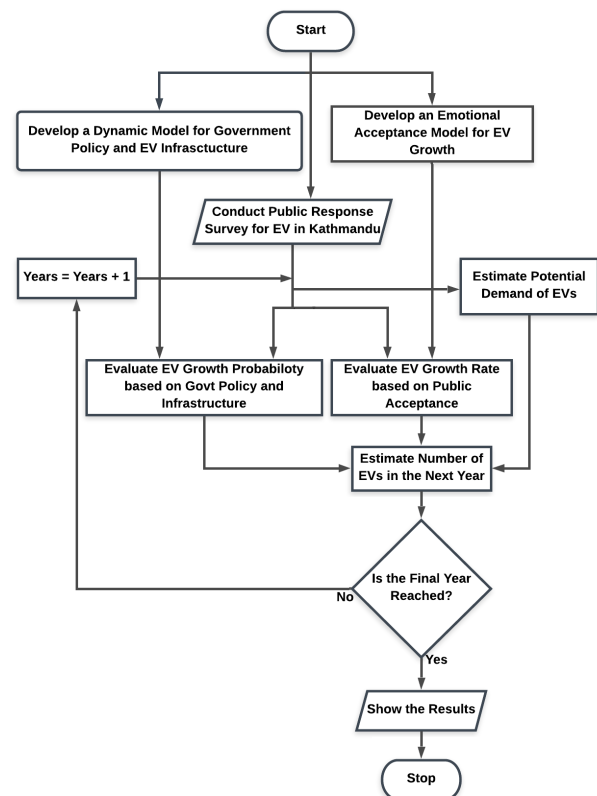 Start
Develop a Dynamic Model for Government
Policy and EV Infrasctucture
Develop an Emotional
Acceptance Model for EV
Growth
Conduct Public Response
Survey for EV in Kathmandu
Years = Years + 1
Estimate Potential
Demand of EVs
Evaluate EV Growth Probabiloty
based on Govt Policy and
Infrastructure
Evaluate EV Growth Rate
based on Public
Acceptance
Estimate Number of
EVs in the Next Year
Is the Final Year
Reached?
No
Yes
Show the Results
Stop